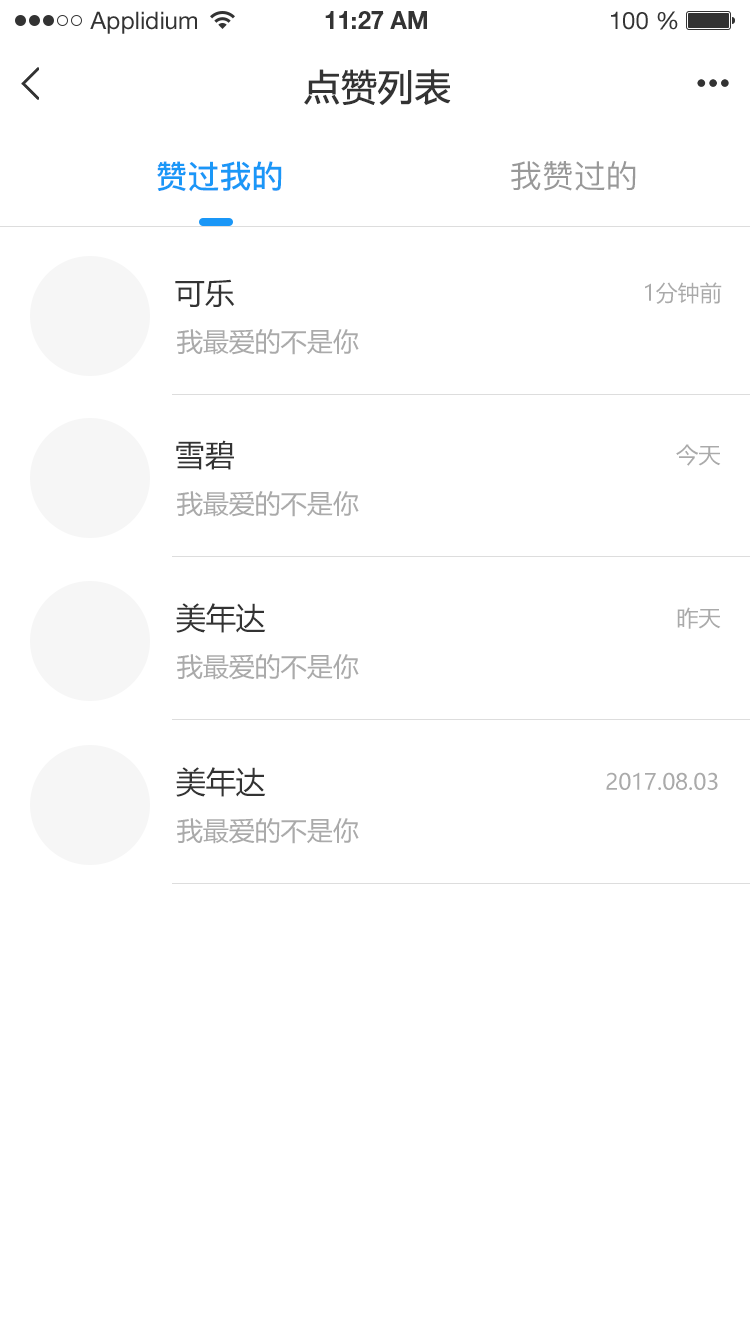 Applidium 11:27 AM 100 %
点赞列表
赞过我的 我赞过的
可乐 1分钟前
我最爱的不是你
雪碧 今天
我最爱的不是你
美年达 昨天
我最爱的不是你
美年达 2017.08.03
我最爱的不是你